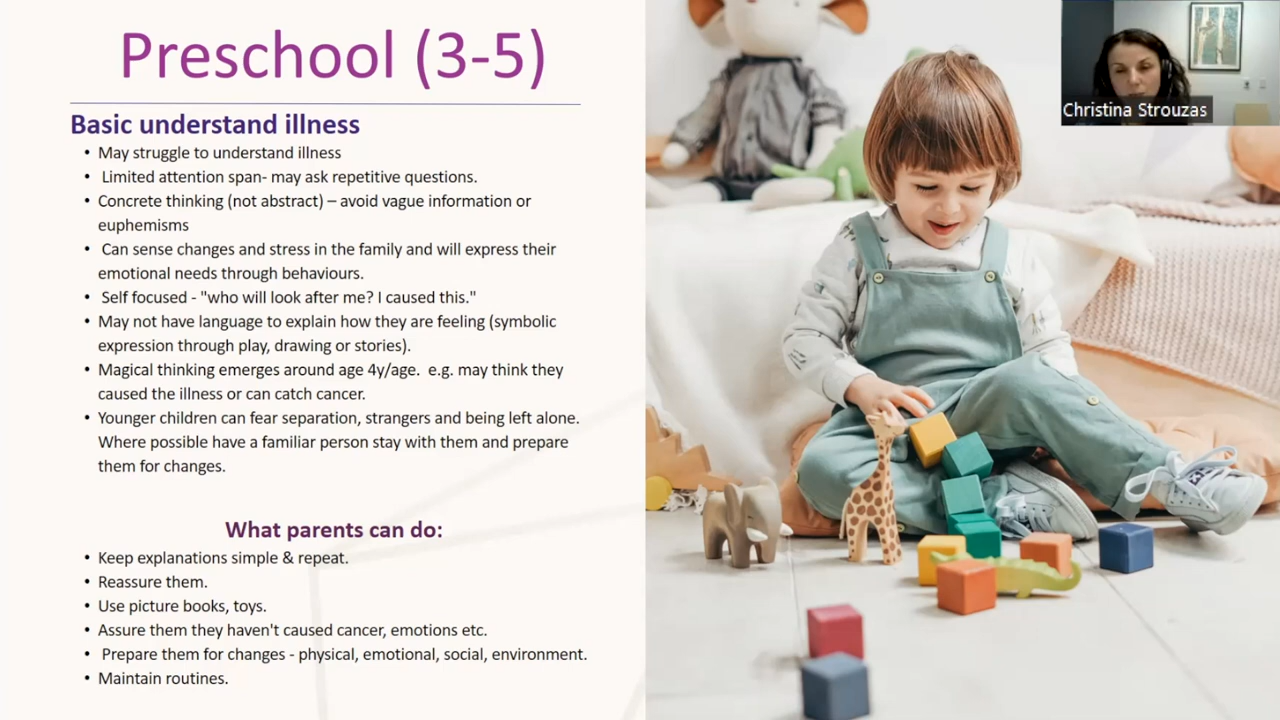 Preschool (3-5)
Basic understand illness
• May struggle to understand illness
• Limited attention span- may ask repetitive questions.
• Concrete thinking (not abstract) – avoid vague information or
euphemisms
• Can sense changes and stress in the family and will express their
emotional needs through behaviours.
• Self focused - "who will look after me? I caused this."
• May not have language to explain how they are feeling (symbolic
expression through play, drawing or stories).
• Magical thinking emerges around age 4y/age. e.g. may think they
caused the illness or can catch cancer.
• Younger children can fear separation, strangers and being left alone.
Where possible have a familiar person stay with them and prepare
them for changes.
What parents can do:
• Keep explanations simple & repeat.
• Reassure them.
• Use picture books, toys.
• Assure them they haven't caused cancer, emotions etc.
• Prepare them for changes - physical, emotional, social, environment.
• Maintain routines.
Christina Strouzas